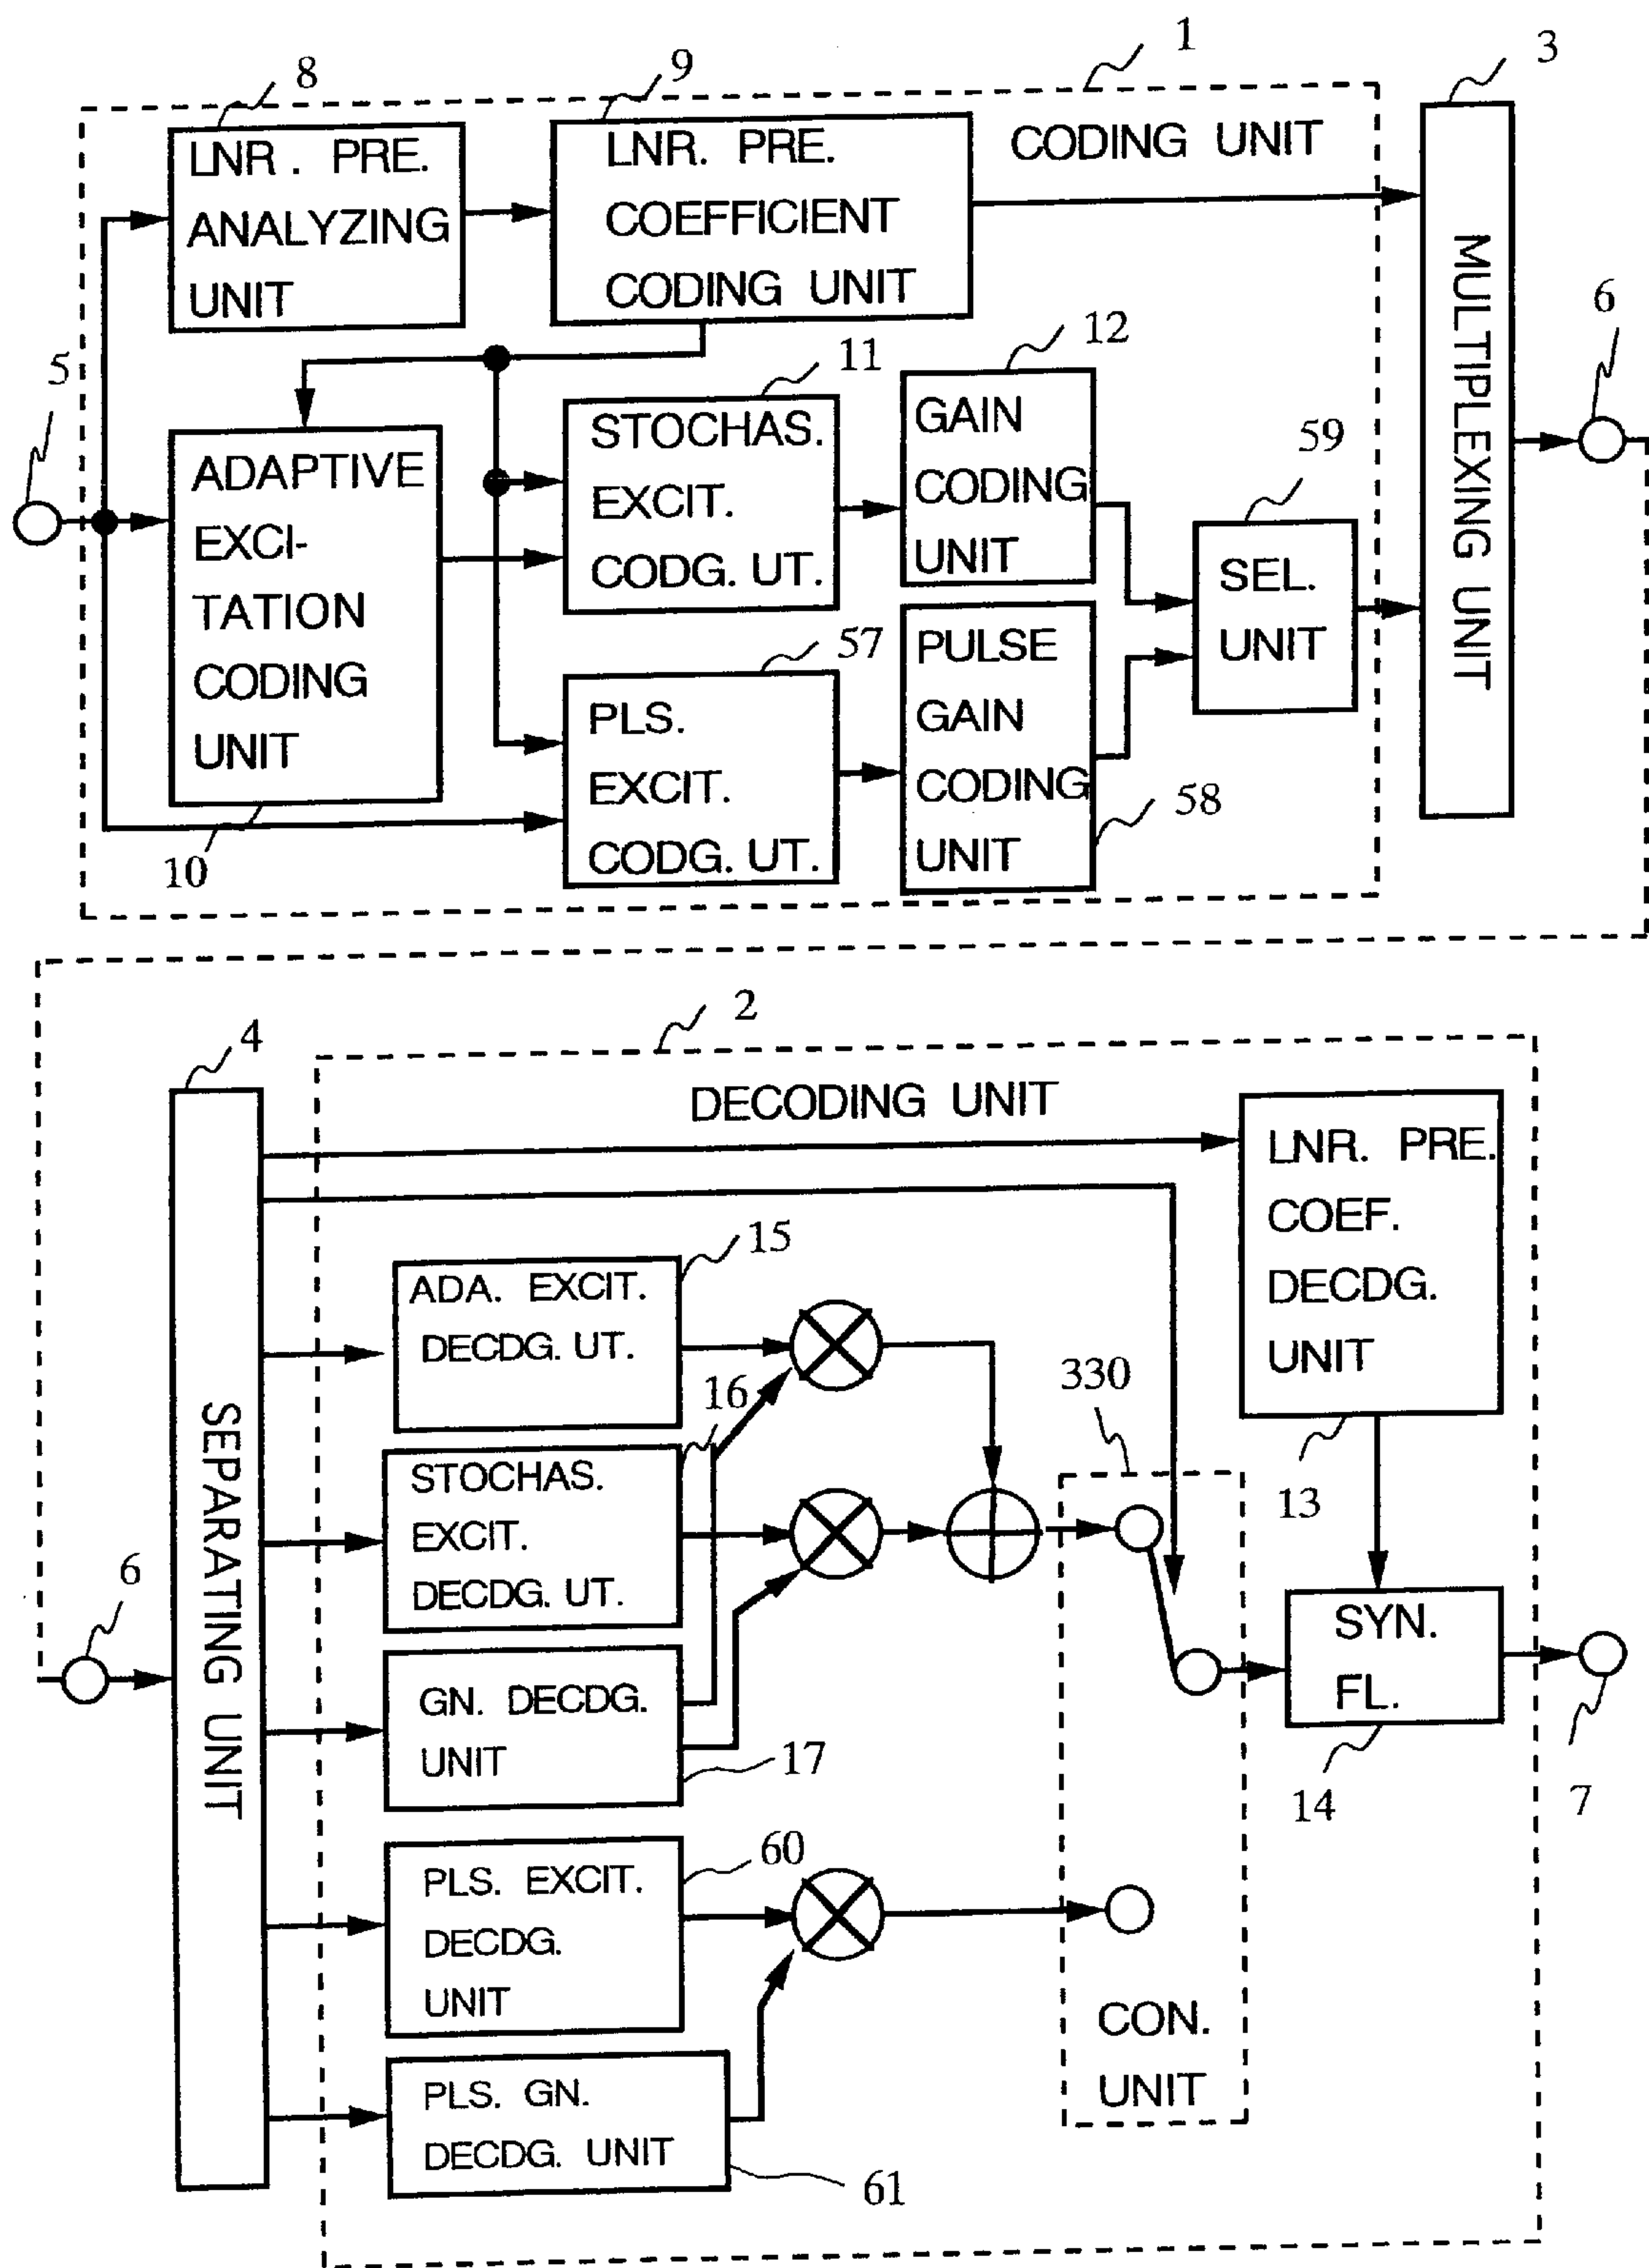 1
3
8
9
LNR. PRE.
ANALYZING
UNIT
LNR. PRE.
COEFFICIENT
CODING UNIT
CODING UNIT
MULTIPLEXING UNIT
6
5
11
12
ADAPTIVE
EXCI-
TATION
CODING
UNIT
10
STOCHAS.
EXCIT.
CODG. UT.
GAIN
CODING
UNIT
59
SEL.
UNIT
57
PLS.
EXCIT.
CODG. UT.
PULSE
GAIN
CODING
UNIT
58
2
4
DECODING UNIT
SEPARATING UNIT
6
LNR. PRE.
COEF.
DECDG.
UNIT
13
15
ADA. EXCIT.
DECDG. UT.
16
STOCHAS.
EXCIT.
DECDG. UT.
330
GN. DECDG.
UNIT
17
SYN.
FL.
14
7
60
PLS. EXCIT.
DECDG.
UNIT
CON.
UNIT
PLS. GN.
DECDG. UNIT
61